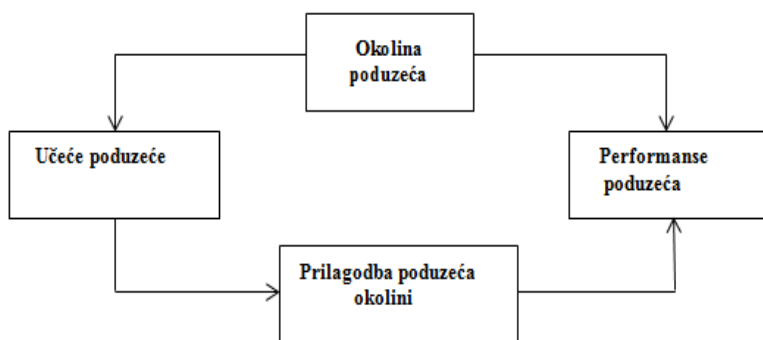 Okolina
poduzeća
Učeće poduzeće
Performanse
poduzeća
Prilagodba poduzeća
okolini